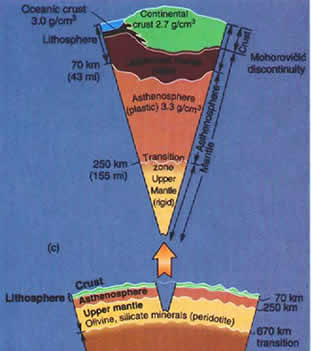 Oceanic crust
3.0 g/cm³
Continental
crust 2.7 g/cm³
Lithosphere
Crust
Mohorovičić
discontinuity
70 km
(43 mi)
Asthenosphere
(plastic) 3.3 g/cm³
Asthenosphere
Mantle
250 km
(155 mi)
Transition
zone
Upper
Mantle
(rigid)
(c)
Crust
Lithosphere
Asthenosphere
70 km
250 km
Upper mantle
Olivine, silicate minerals (peridotite)
670 km
transition